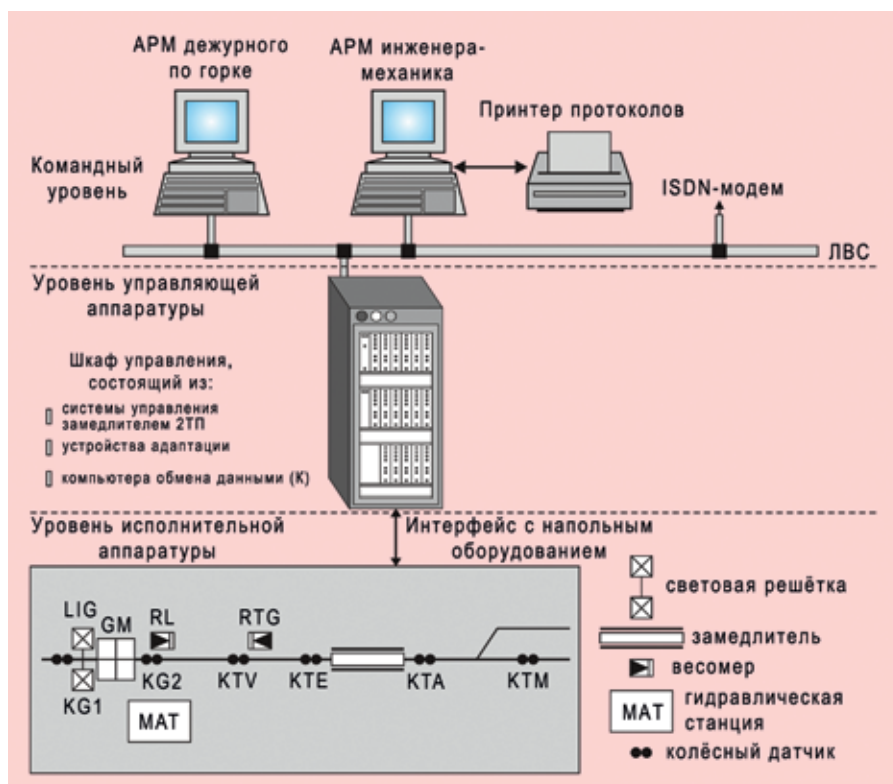 АРМ дежурного
по горке
АРМ инженера-
механика
Принтер протоколов
Командный
уровень
ISDN-модем
ЛВС
Уровень управляющей
аппаратуры
Шкаф управления,
состоящий из:
системы управления
замедлителем 2ТП
устройства адаптации
компьютера обмена данными (К)
Уровень исполнительной
аппаратуры
Интерфейс с напольным
оборудованием
LIG
GM
RL
RTG
KG1
KG2
KTV
KTE
KTA
KTM
МАТ
световая решётка
замедлитель
весомер
МАТ
гидравлическая
станция
колёсный датчик